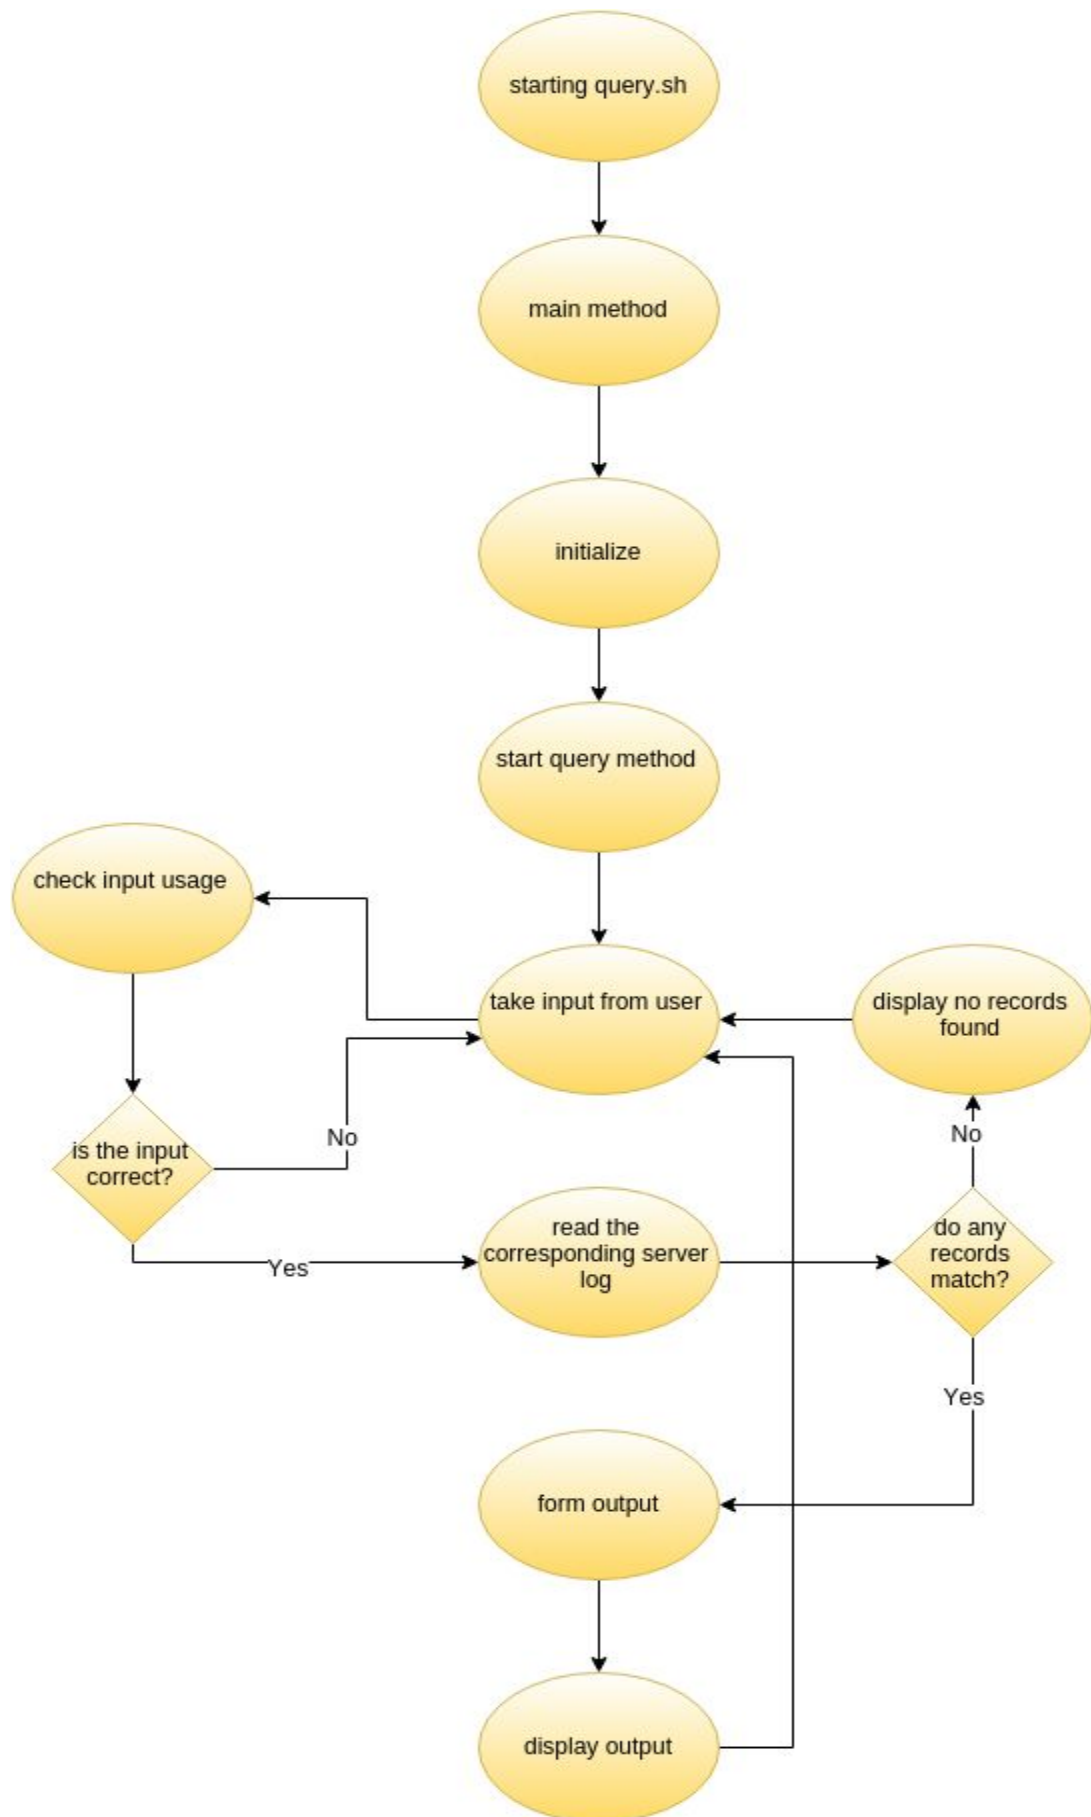 starting query.sh
main method
initialize
start query method
check input usage
take input from user
display no records
found
No
No
is the input
correct?
read the
corresponding server
log
do any
records
match?
Yes
Yes
form output
display output